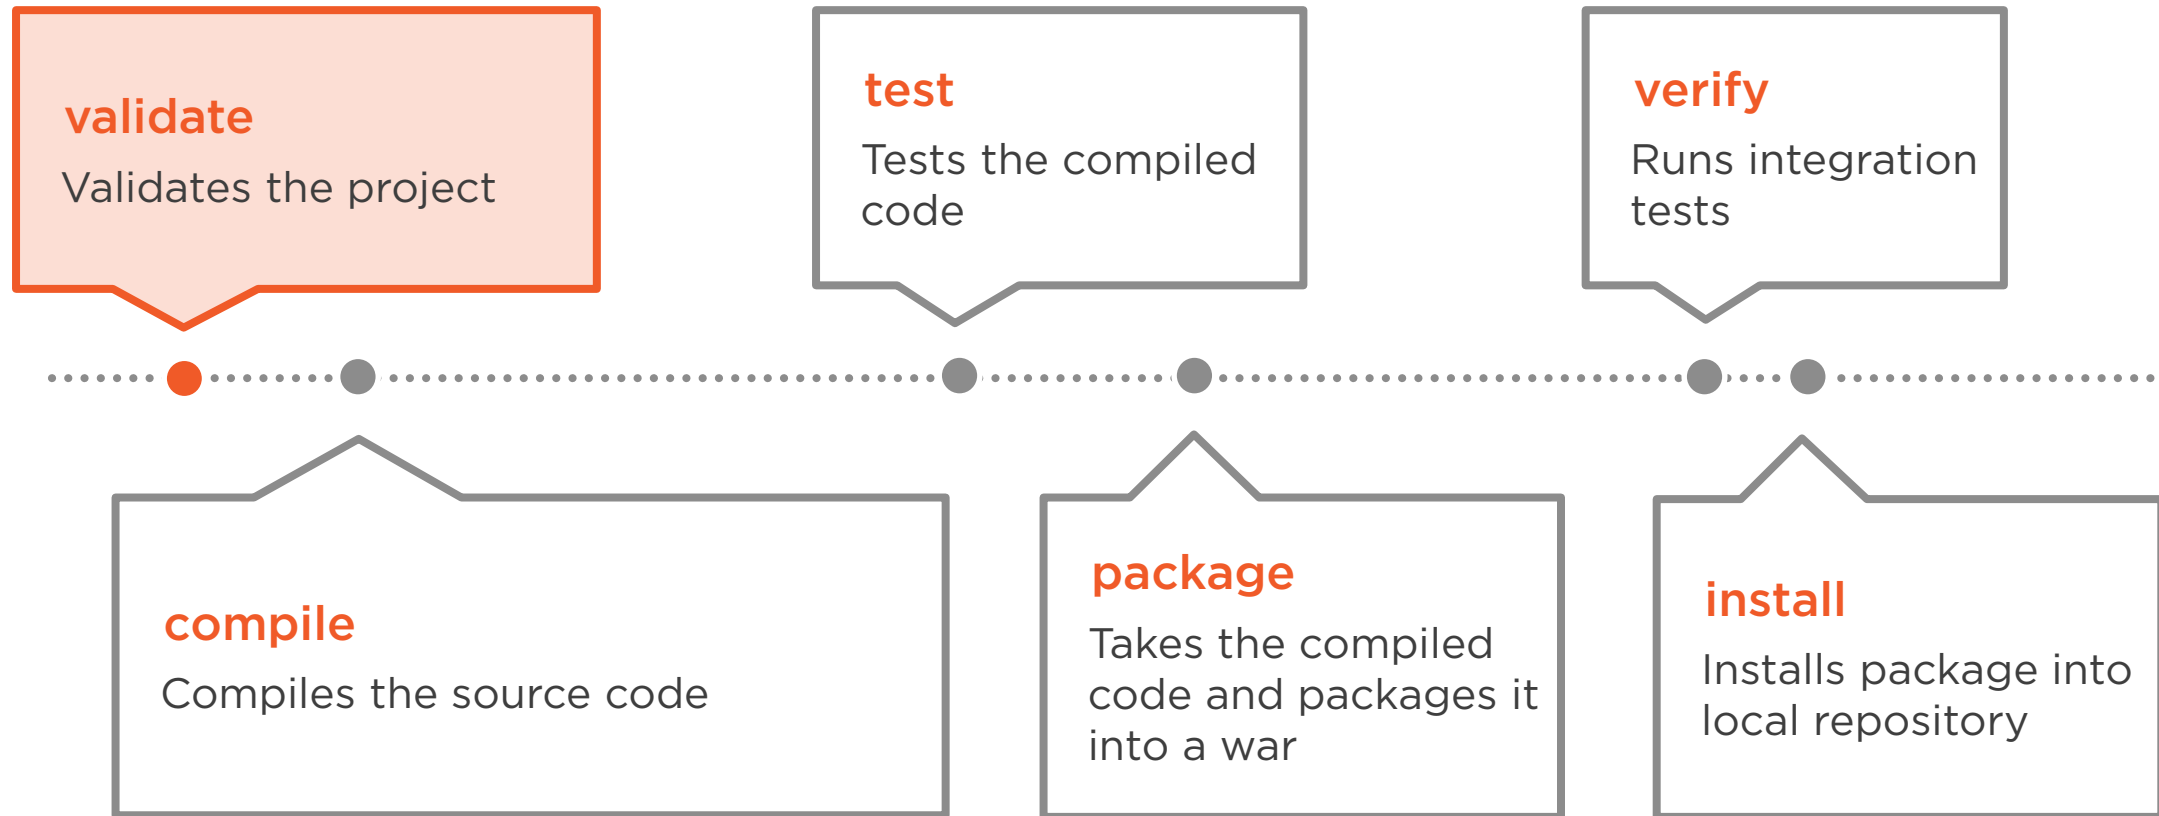 validate
Validates the project
test
Tests the compiled
code
verify
Runs integration
tests
compile
Compiles the source code
package
Takes the compiled
code and packages it
into a war
install
Installs package into
local repository